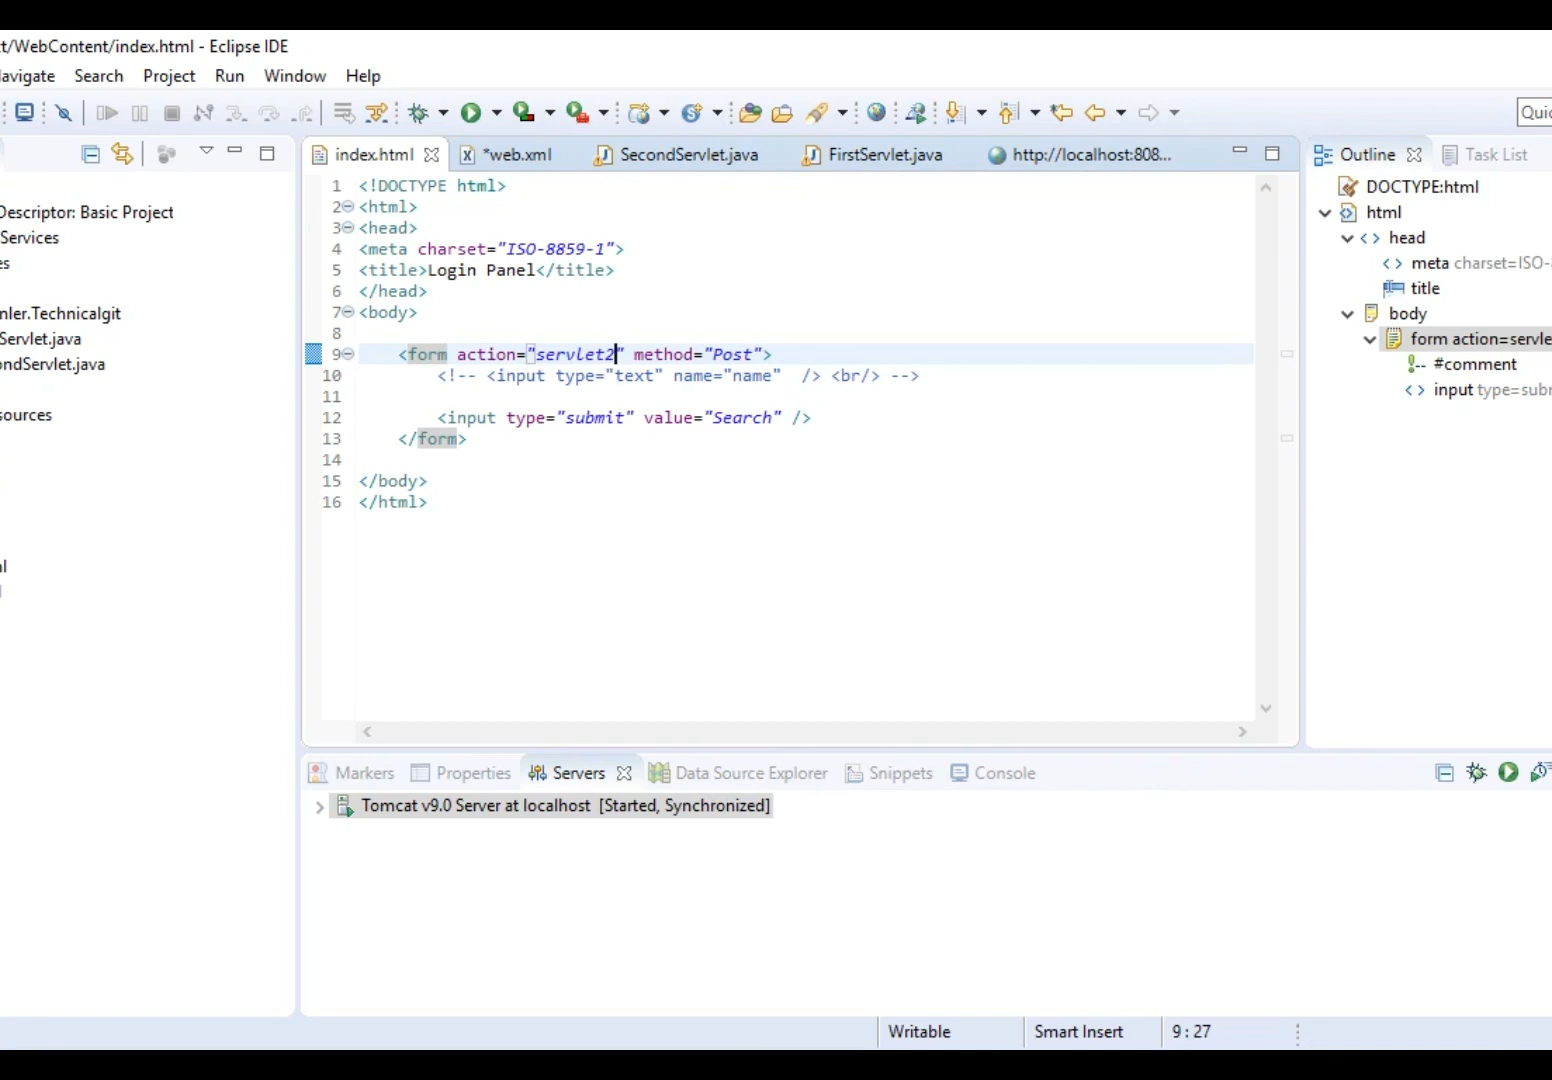 t/WebContent/index.html - Eclipse IDE
avigate Search Project Run Window Help
Quic
index.html *web.xml SecondServlet.java FirstServlet.java http://localhost:808... Outline Task List
Descriptor: Basic Project
Services
es
nler.Technicalgit
Servlet.java
ondServlet.java
sources
1 <!DOCTYPE html>
2 <html>
3 <head>
4 <meta charset="ISO-8859-1">
5 <title>Login Panel</title>
6 </head>
7 <body>
8
9 <form action="servlet2" method="Post">
10 <!-- <input type="text" name="name" /> <br/> -->
11
12 <input type="submit" value="Search" />
13 </form>
14
15 </body>
16 </html>
DOCTYPE:html
html
head
meta charset=ISO-8
title
body
form action=servle
#comment
input type=subm
Markers Properties Servers Data Source Explorer Snippets Console
Tomcat v9.0 Server at localhost [Started, Synchronized]
Writable Smart Insert 9 : 27